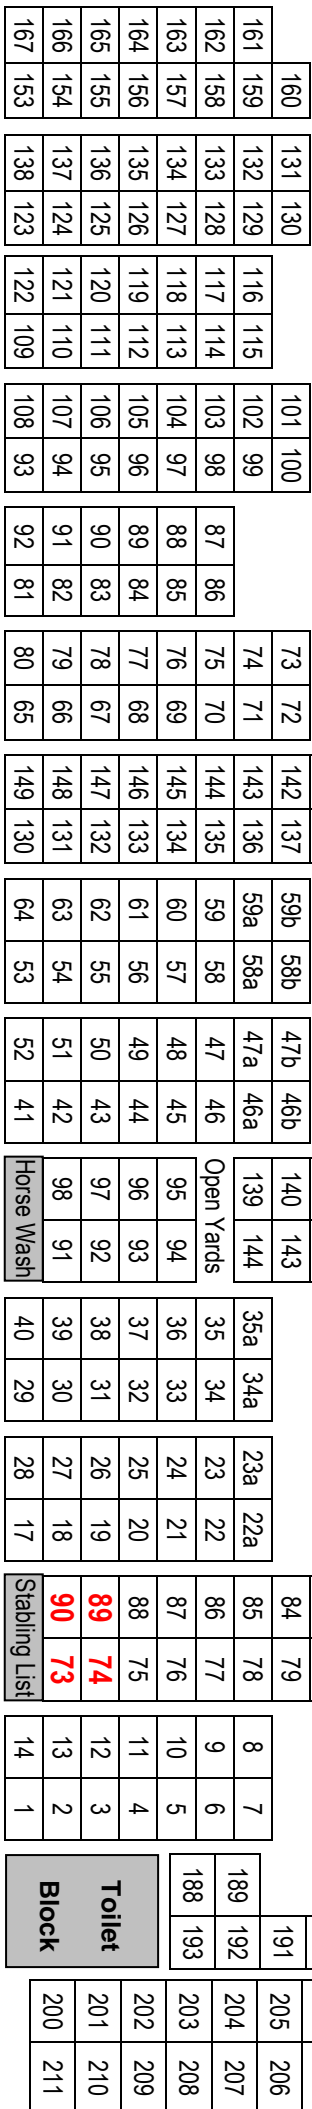 160 131 130 101 100 73 72 142 137 59b 58b 47b 46b 140 143 84 79 191 205 206
161 159 132 129 116 115 102 99 74 71 143 136 59a 58a 47a 46a 139 144 35a 34a 23a 22a 85 78 8 7 189 192 204 207
162 158 133 128 117 114 103 98 87 86 75 70 144 135 59 58 47 46 Open Yards 35 34 23 22 86 77 9 6 188 193 203 208
163 157 134 127 118 113 104 97 88 85 76 69 145 134 60 57 48 45 95 94 36 33 24 21 87 76 10 5
164 156 135 126 119 112 105 96 89 84 77 68 146 133 61 56 49 44 96 93 37 32 25 20 88 75 11 4 202 209
165 155 136 125 120 111 106 95 90 83 78 67 147 132 62 55 50 43 97 92 38 31 26 19 89 74 12 3 Toilet 201 210
166 154 137 124 121 110 107 94 91 82 79 66 148 131 63 54 51 42 98 91 39 30 27 18 90 73 13 2 Block 200 211
167 153 138 123 122 109 108 93 92 81 80 65 149 130 64 53 52 41 Horse Wash 40 29 28 17 Stabling List 14 1